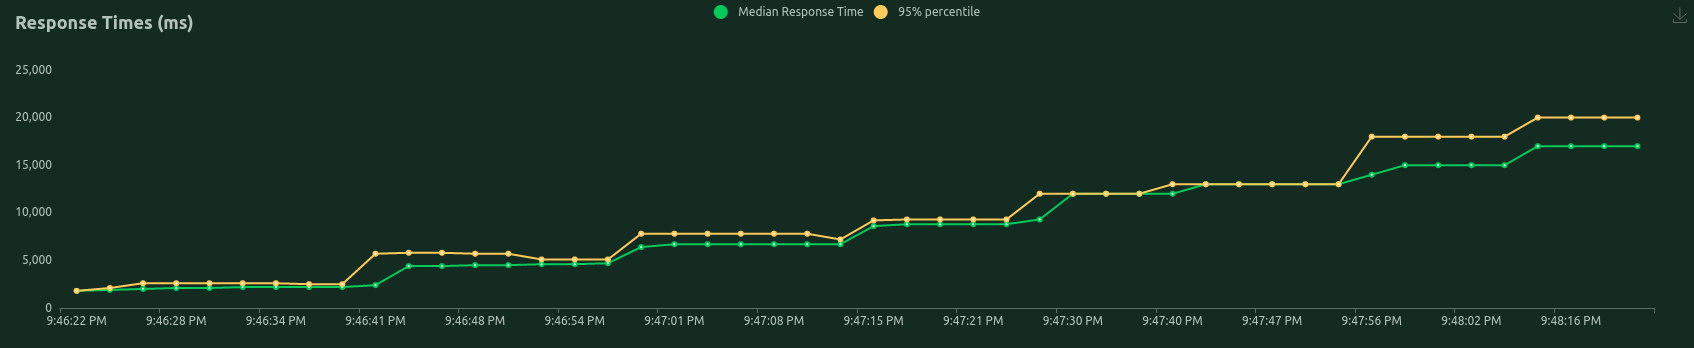 Response Times (ms)
Median Response Time
95% percentile
25,000
20,000
15,000
10,000
5,000
0
9:46:22 PM
9:46:28 PM
9:46:34 PM
9:46:41 PM
9:46:48 PM
9:46:54 PM
9:47:01 PM
9:47:08 PM
9:47:15 PM
9:47:21 PM
9:47:30 PM
9:47:40 PM
9:47:47 PM
9:47:56 PM
9:48:02 PM
9:48:16 PM